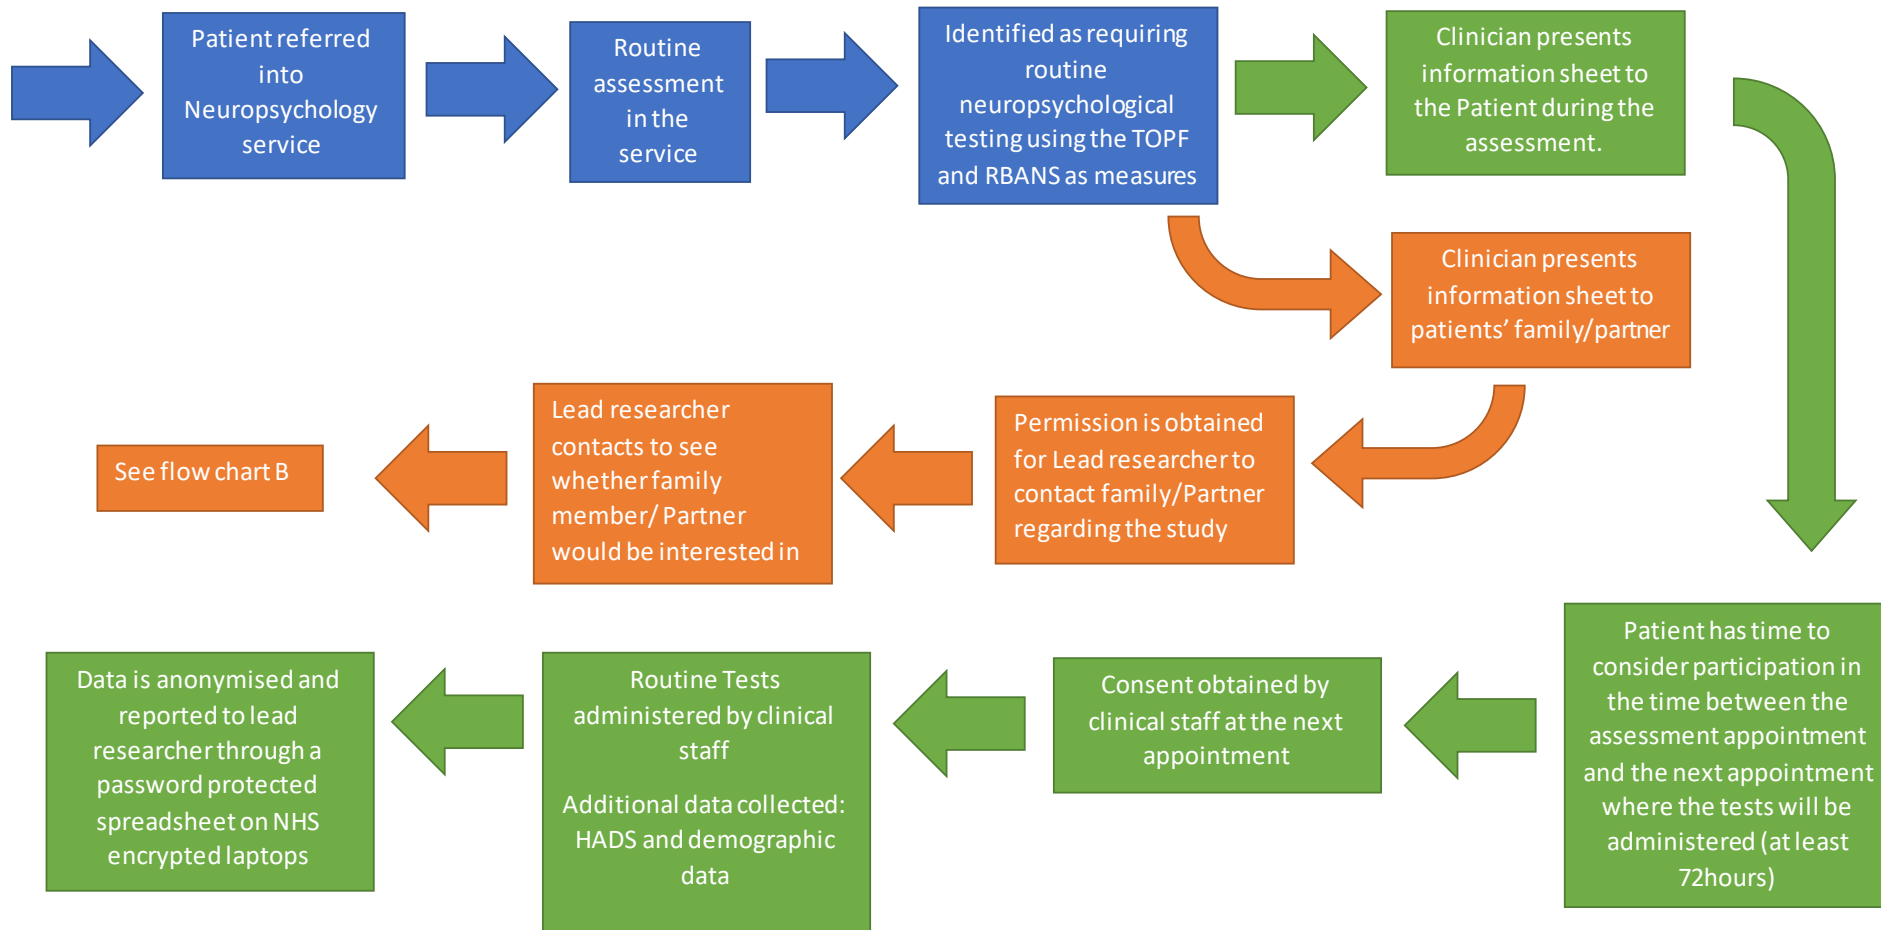 Patient referred
into
Neuropsychology
service
Routine
assessment
in the
service
Identified as requiring
routine
neuropsychological
testing using the TOPF
and RBANS as measures
Clinician presents
information sheet to
the Patient during the
assessment.
Clinician presents
information sheet to
patients’ family/partner
Permission is obtained
for Lead researcher to
contact family/Partner
regarding the study
Lead researcher
contacts to see
whether family
member/ Partner
would be interested in
See flow chart B
Patient has time to
consider participation in
the time between the
assessment appointment
and the next appointment
where the tests will be
administered (at least
72hours)
Consent obtained by
clinical staff at the next
appointment
Routine Tests
administered by clinical
staff
Additional data collected:
HADS and demographic
data
Data is anonymised and
reported to lead
researcher through a
password protected
spreadsheet on NHS
encrypted laptops